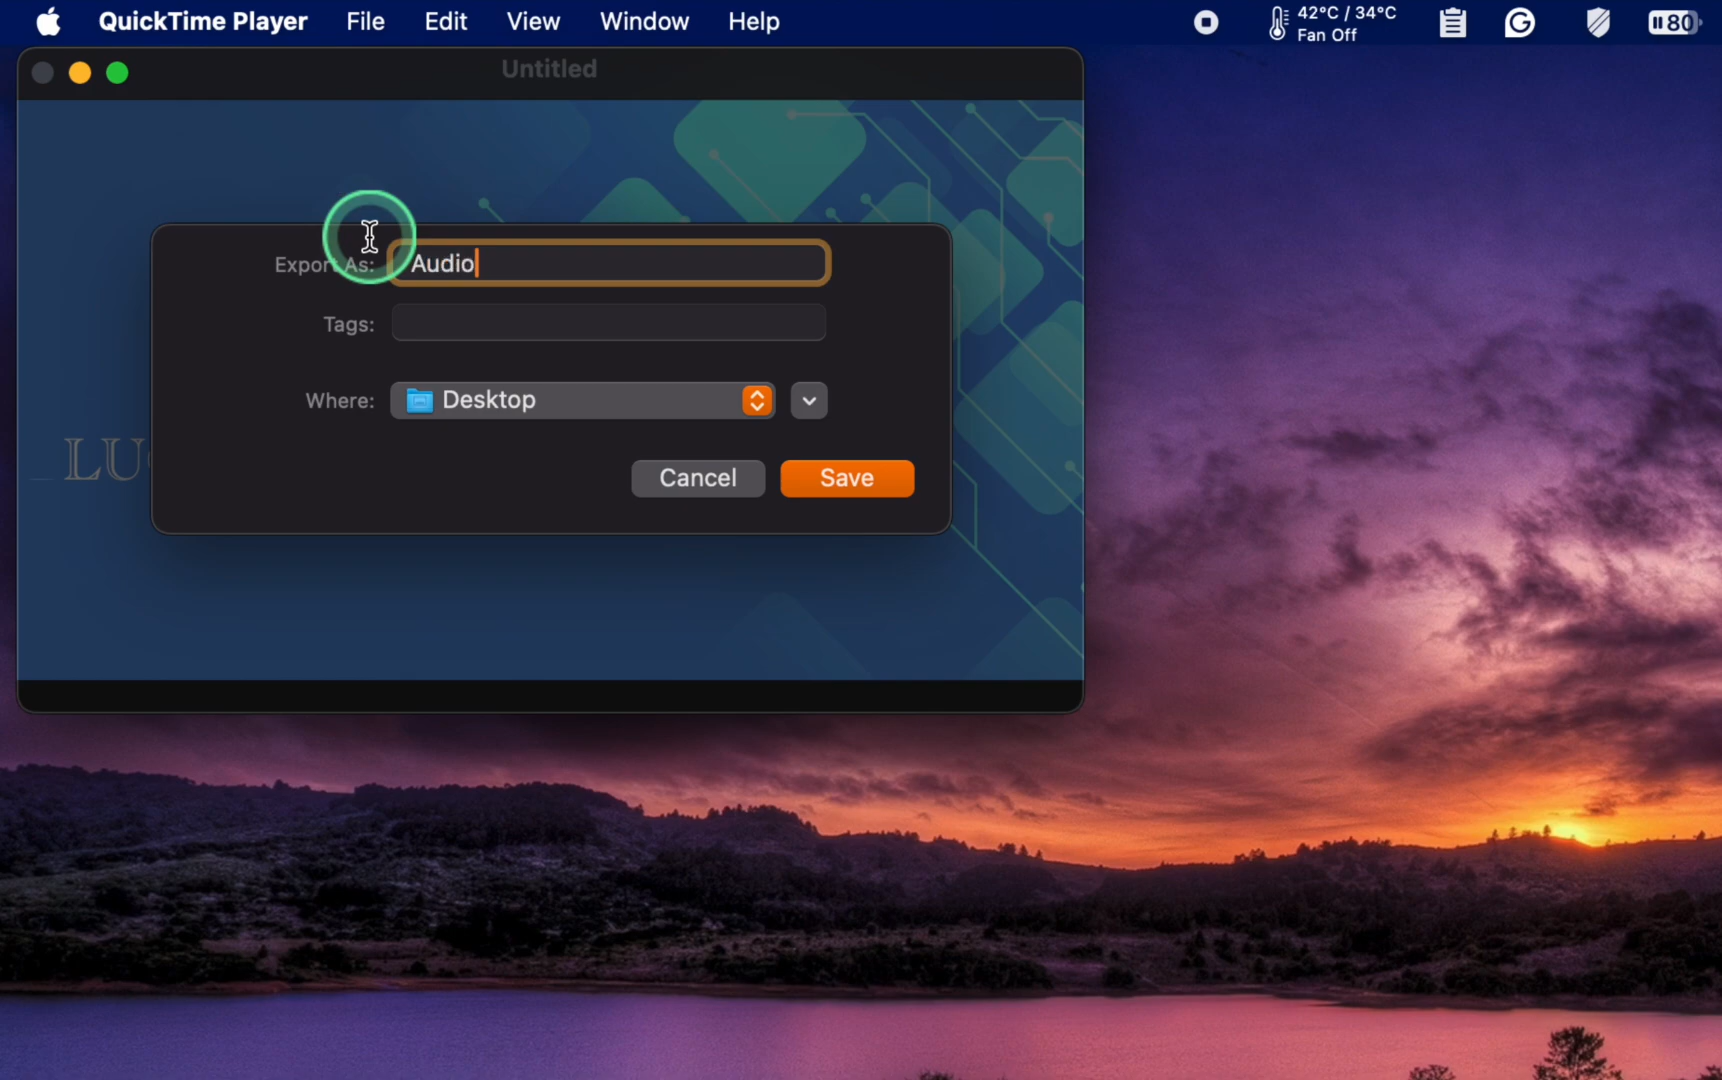 QuickTime Player File Edit View Window Help 42°C / 34°C 80
Fan Off
Untitled
Export As: Audio
Tags:
Where: Desktop
LU
Cancel Save